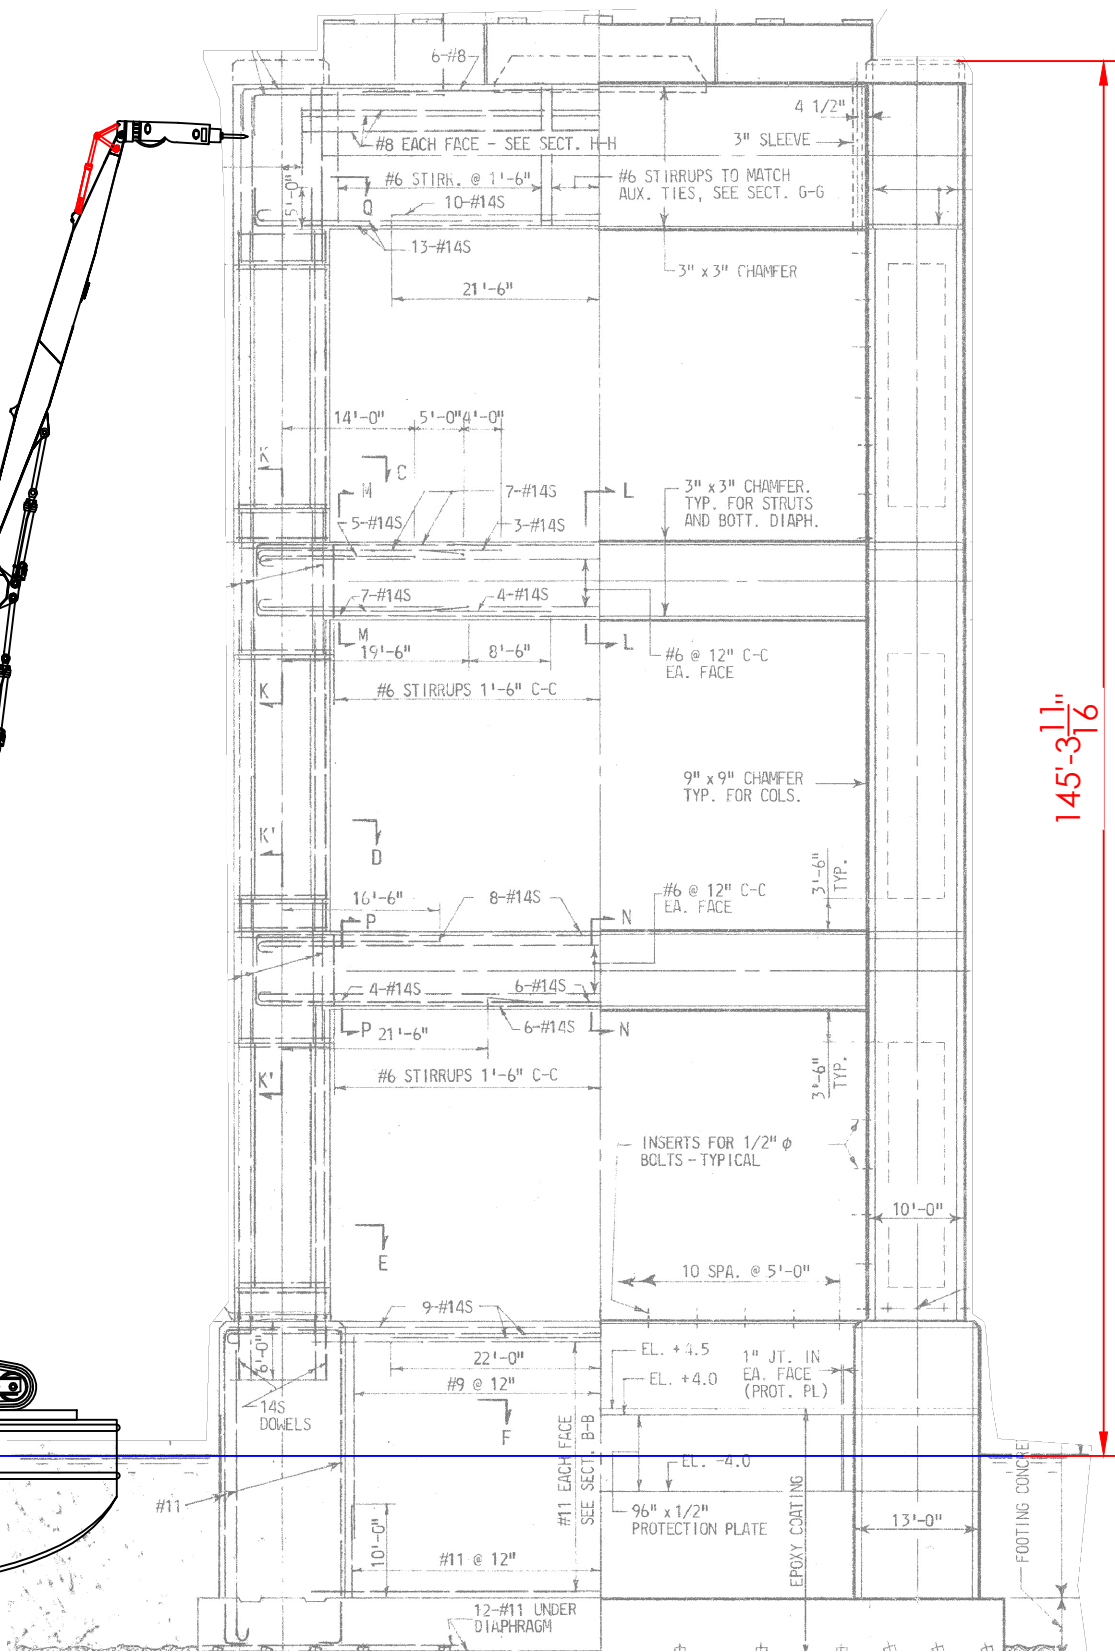 6-#8
4 1/2"
#8 EACH FACE - SEE SECT. H-H
3" SLEEVE
#6 STIRR. @ 1'-6"
#6 STIRRUPS TO MATCH
AUX. TIES, SEE SECT. G-G
5'-0"
Q
10-#14S
13-#14S
3" x 3" CHAMFER
21'-6"
14'-0"
5'-0"
4'-0"
C
M
7-#14S
L
3" x 3" CHAMFER.
TYP. FOR STRUTS
AND BOTT. DIAPH.
5-#14S
3-#14S
7-#14S
4-#14S
M
L
19'-6"
8'-6"
#6 @ 12" C-C
EA. FACE
K
#6 STIRRUPS 1'-6" C-C
145'-3 11/16"
9" x 9" CHAMFER
TYP. FOR COLS.
K'
D
3'-6"
TYP.
16'-6"
8-#14S
#6 @ 12" C-C
EA. FACE
P
N
4-#14S
6-#14S
P
21'-6"
6-#14S
N
K'
#6 STIRRUPS 1'-6" C-C
3'-6"
TYP.
INSERTS FOR 1/2" ϕ
BOLTS - TYPICAL
10'-0"
E
10 SPA. @ 5'-0"
9-#14S
6'-0"
22'-0"
EL. +4.5
1" JT. IN
EA. FACE
(PROT. PL)
EL. +4.0
#9 @ 12"
14S
DOWELS
F
#11 EACH FACE
SEE SECT. B-B
EL. -4.0
#11
96" x 1/2"
PROTECTION PLATE
EPOXY COATING
13'-0"
FOOTING CONCRE
10'-0"
#11 @ 12"
12-#11 UNDER
DIAPHRAGM